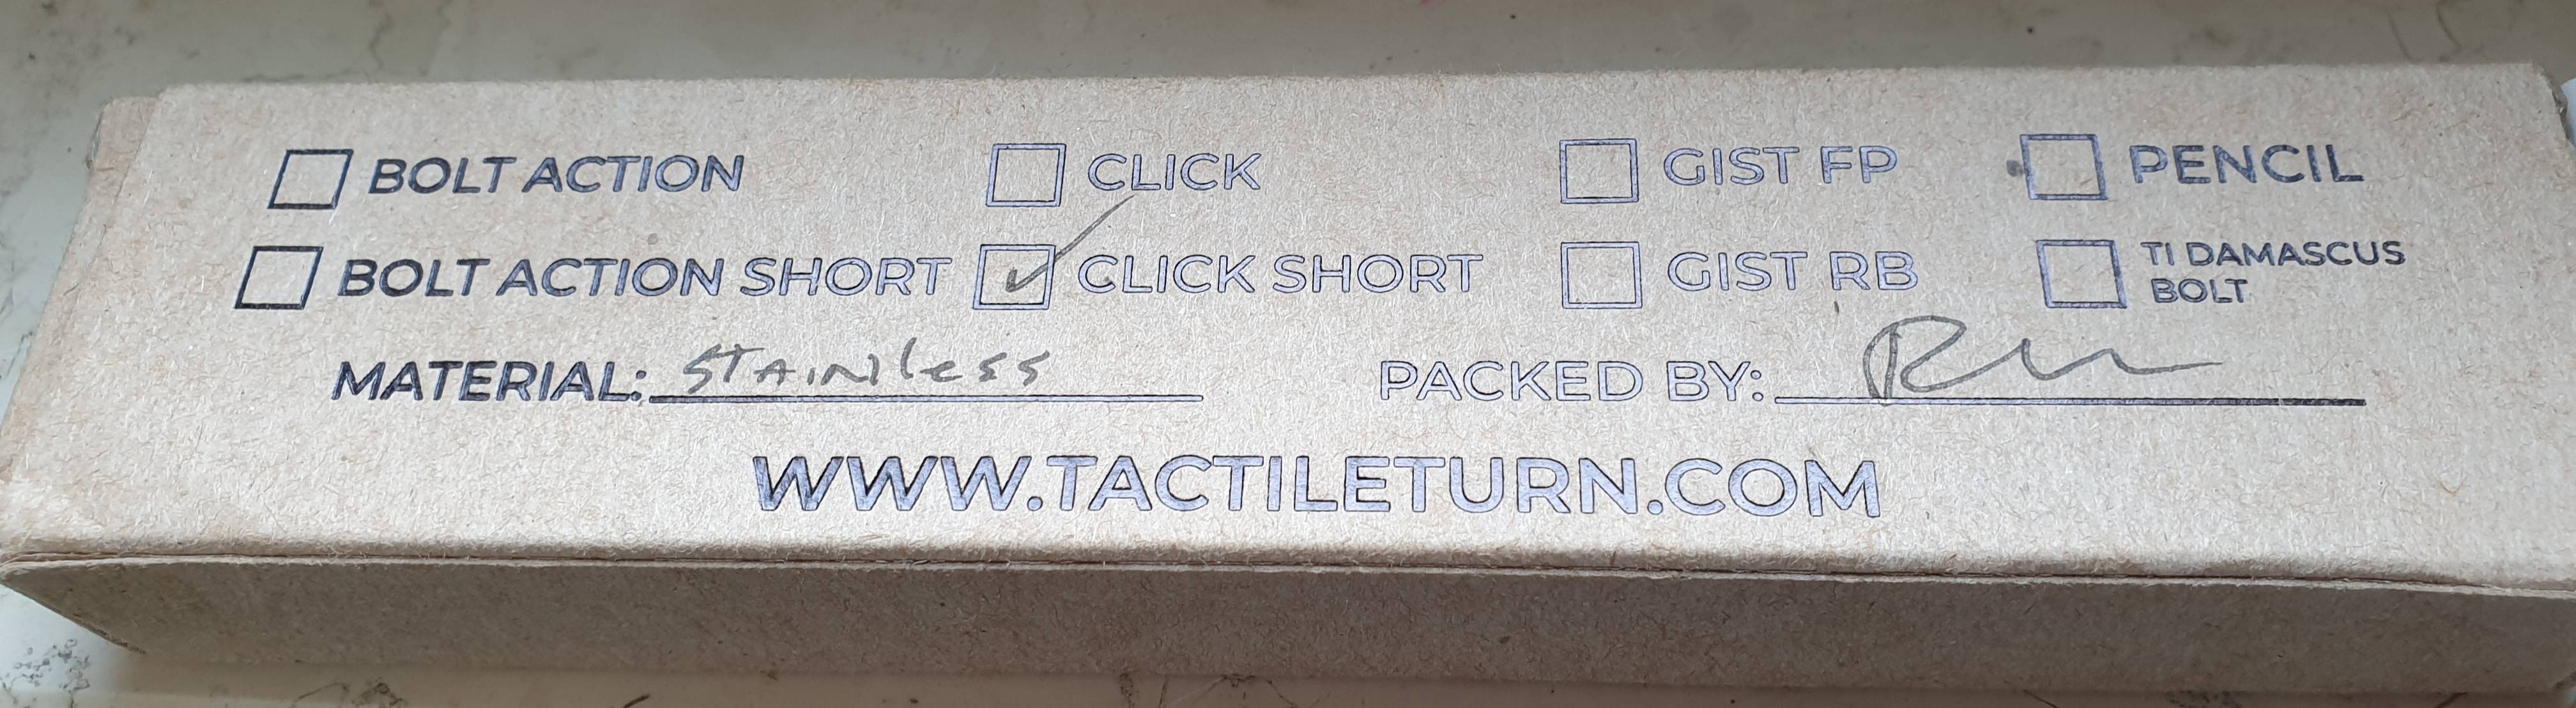 BOLT ACTION CLICK GIST FP PENCIL
BOLT ACTION SHORT CLICK SHORT GIST RB TI DAMASCUS
BOLT
MATERIAL: STAINless PACKED BY:
WWW.TACTILETURN.COM